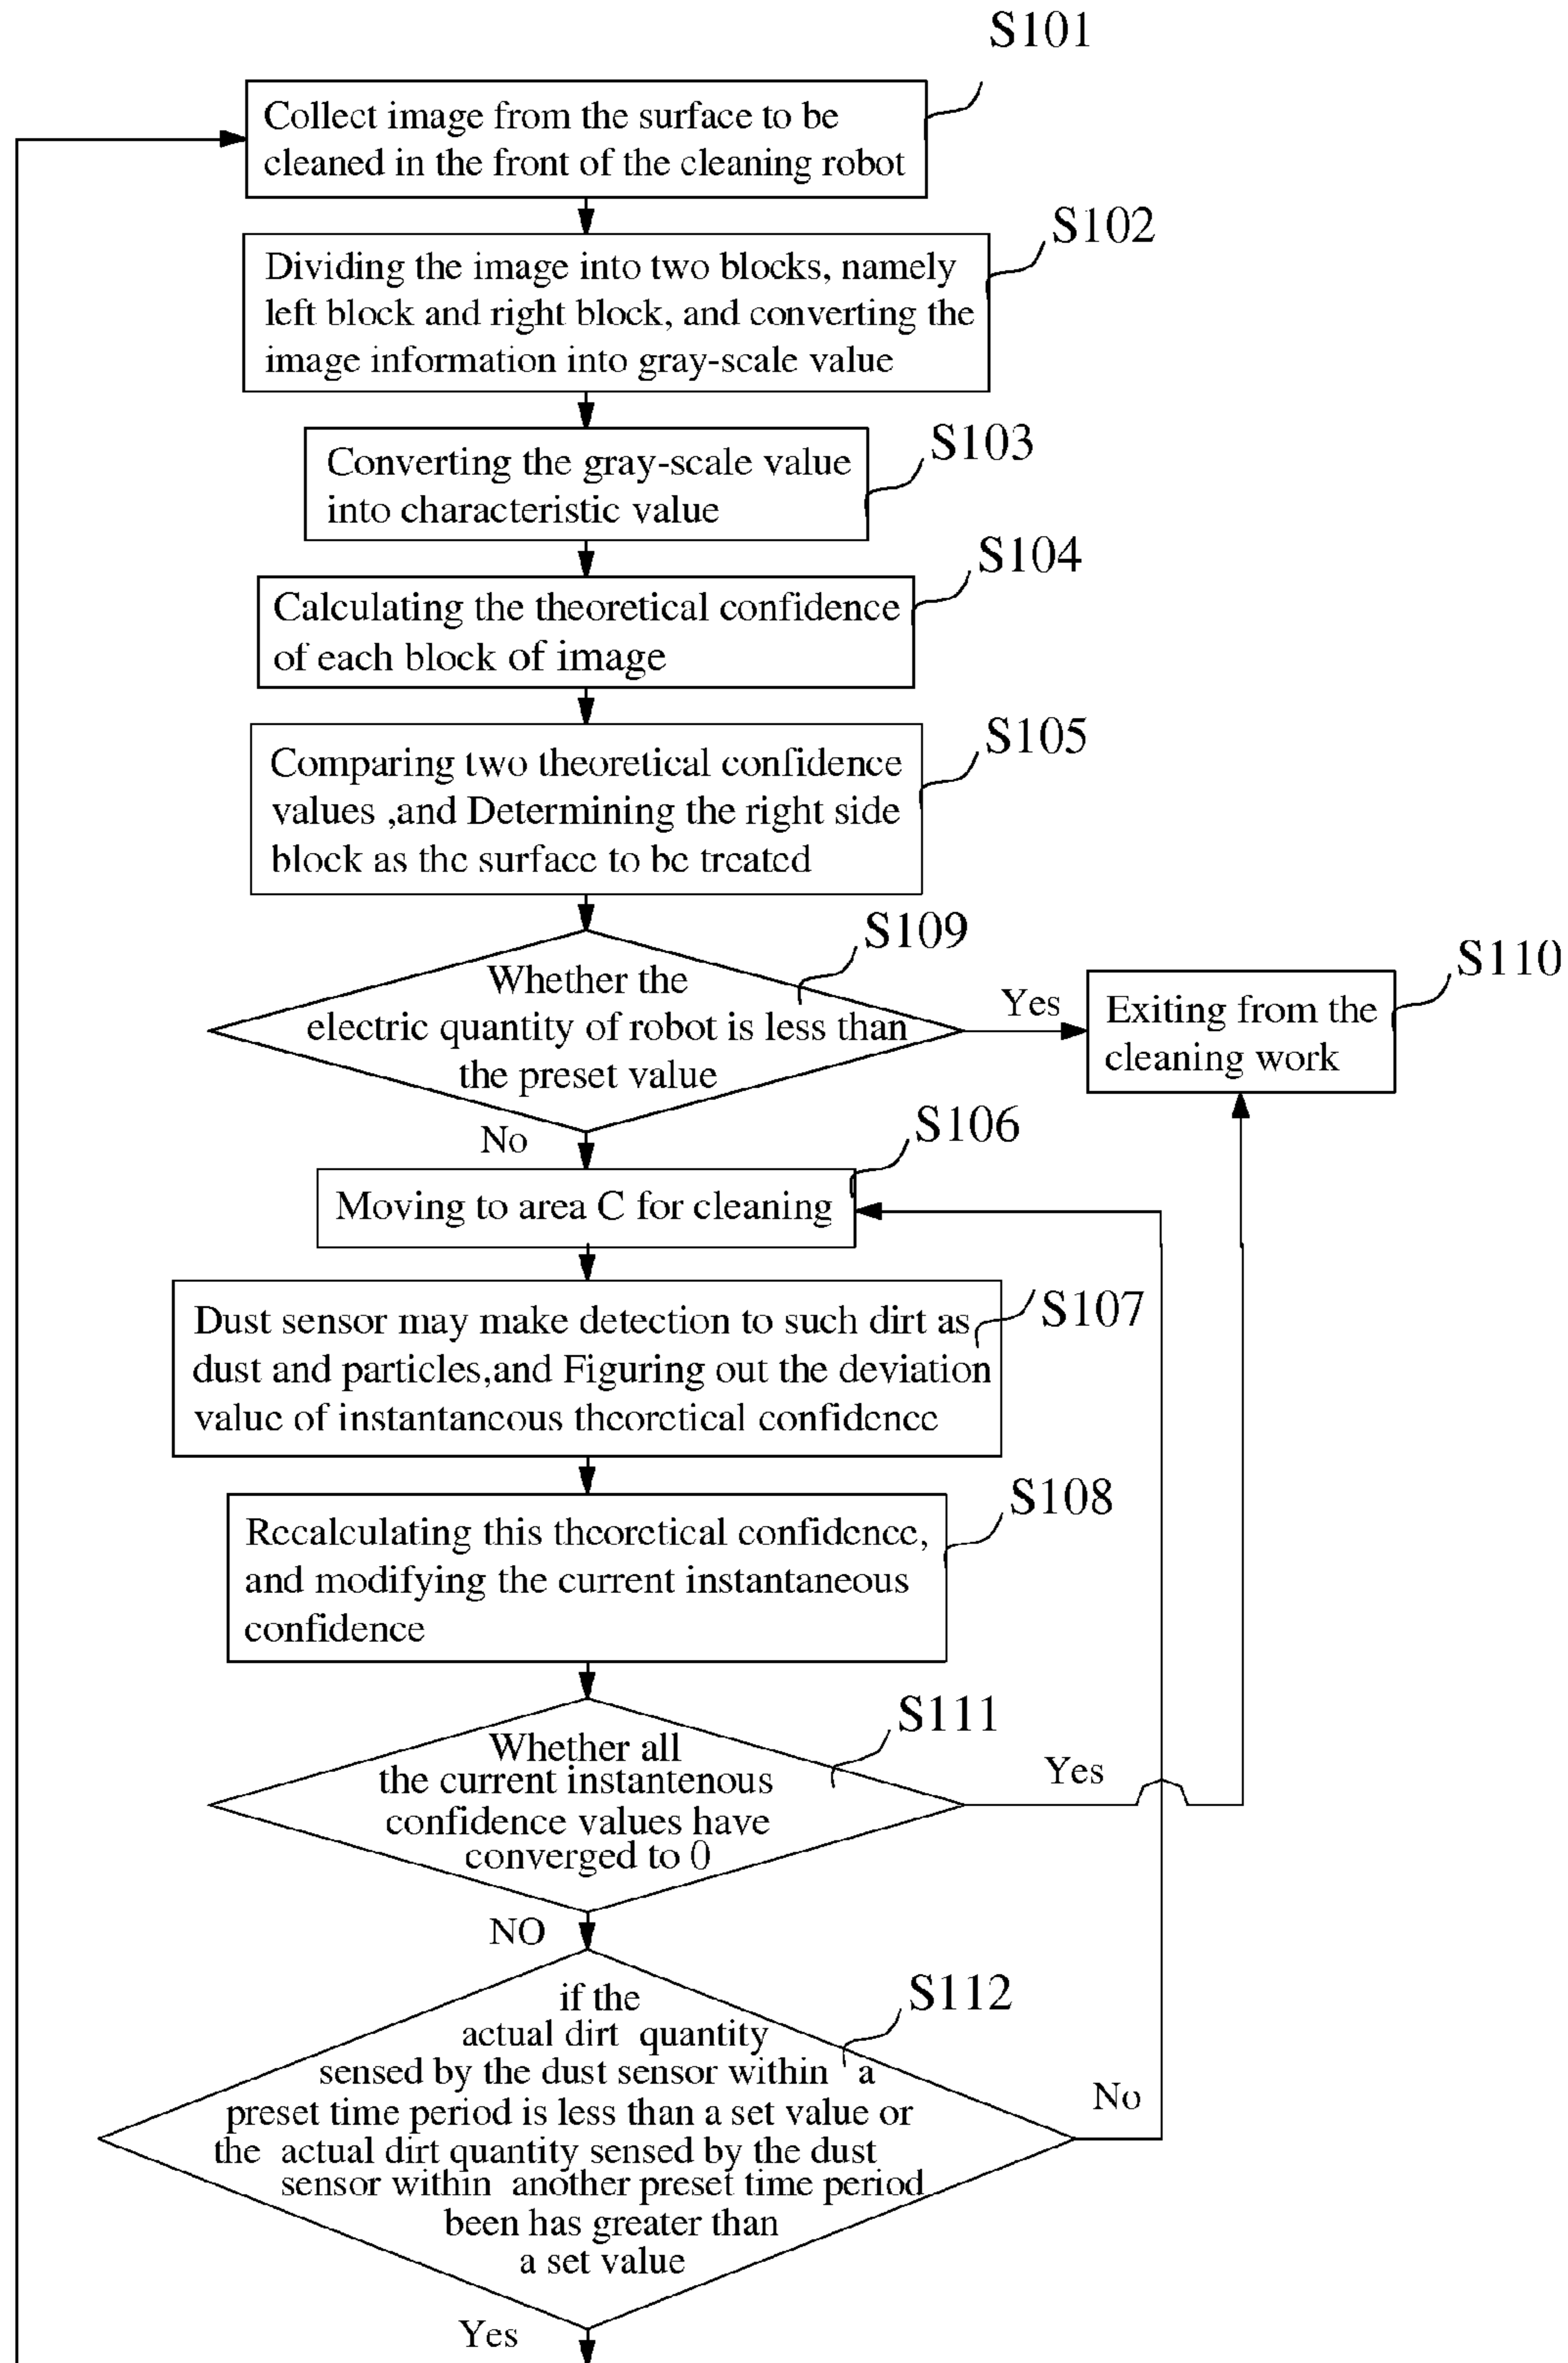 S101
Collect image from the surface to be
cleaned in the front of the cleaning robot
S102
Dividing the image into two blocks, namely
left block and right block, and converting the
image information into gray-scale value
S103
Converting the gray-scale value
into characteristic value
S104
Calculating the theoretical confidence
of each block of image
S105
Comparing two theoretical confidence
values ,and Determining the right side
block as the surface to be treated
S109
Whether the
electric quantity of robot is less than
the preset value
Yes
S110
Exiting from the
cleaning work
No
S106
Moving to area C for cleaning
S107
Dust sensor may make detection to such dirt as
dust and particles,and Figuring out the deviation
value of instantaneous theoretical confidence
S108
Recalculating this theoretical confidence,
and modifying the current instantaneous
confidence
S111
Whether all
the current instantenous
confidence values have
converged to 0
Yes
NO
S112
if the
actual dirt quantity
sensed by the dust sensor within a
preset time period is less than a set value or
the actual dirt quantity sensed by the dust
sensor within another preset time period
been has greater than
a set value
No
Yes